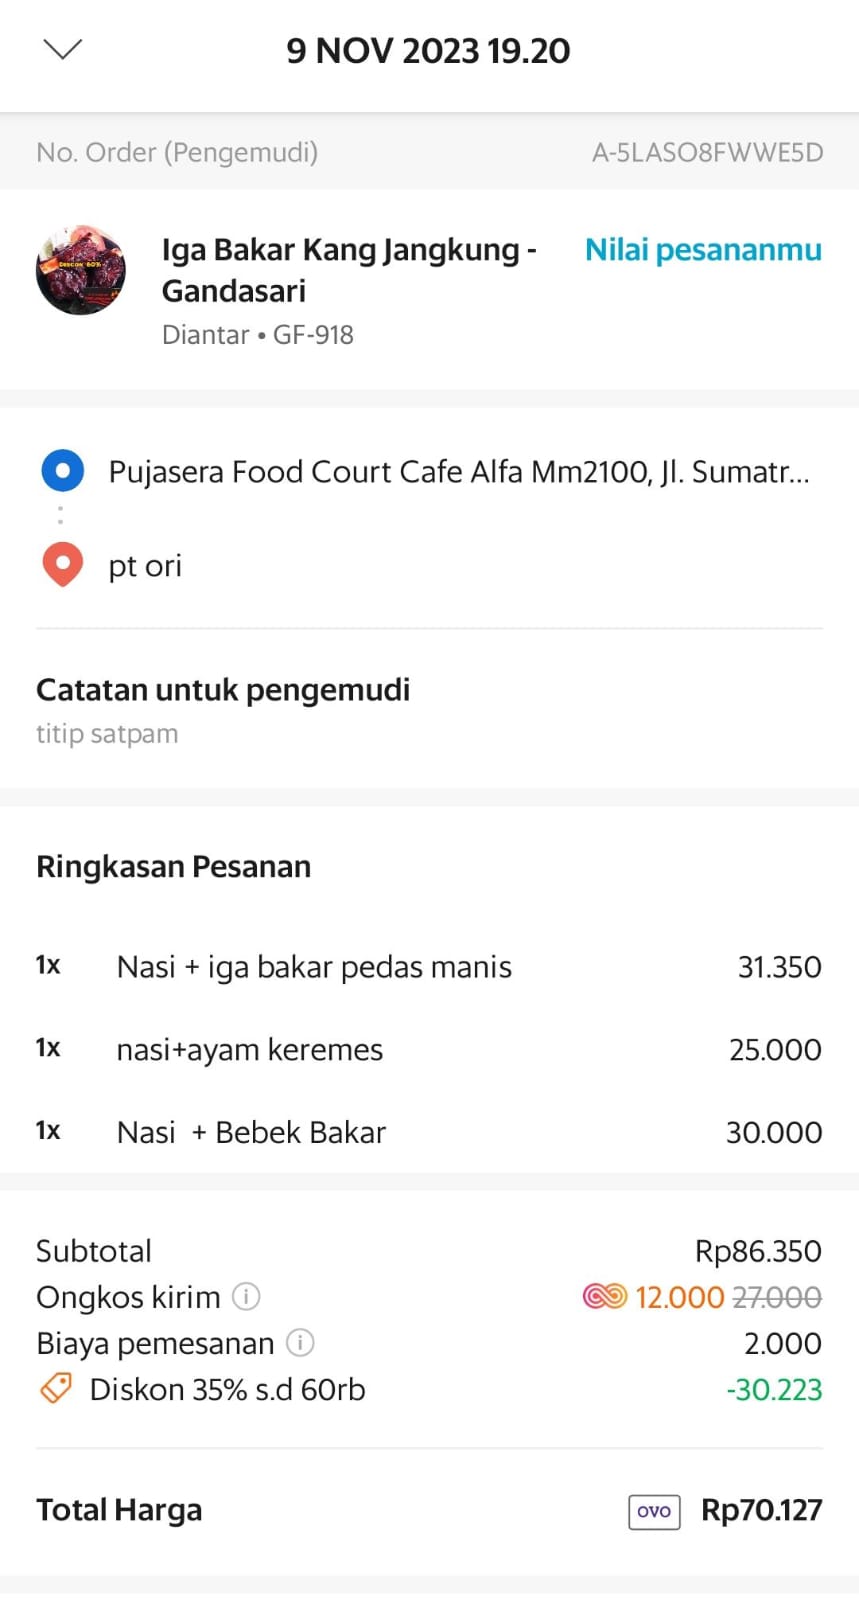 9 NOV 2023 19.20
No. Order (Pengemudi) A-5LASO8FWWE5D
Iga Bakar Kang Jangkung - Nilai pesananmu
Gandasari
Diantar • GF-918
Pujasera Food Court Cafe Alfa Mm2100, Jl. Sumatr...
pt ori
Catatan untuk pengemudi
titip satpam
Ringkasan Pesanan
1x Nasi + iga bakar pedas manis 31.350
1x nasi+ayam keremes 25.000
1x Nasi + Bebek Bakar 30.000
Subtotal Rp86.350
Ongkos kirim 12.000 27.000
Biaya pemesanan 2.000
Diskon 35% s.d 60rb -30.223
Total Harga OVO Rp70.127